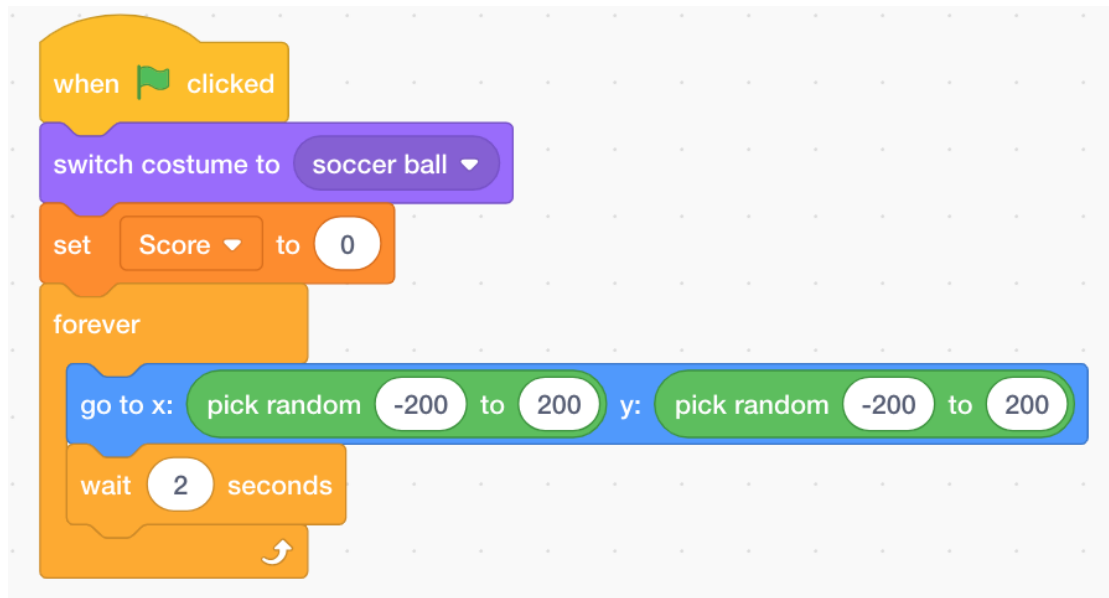 when clicked
switch costume to soccer ball
set Score to 0
forever
go to x: pick random -200 to 200 y: pick random -200 to 200
wait 2 seconds